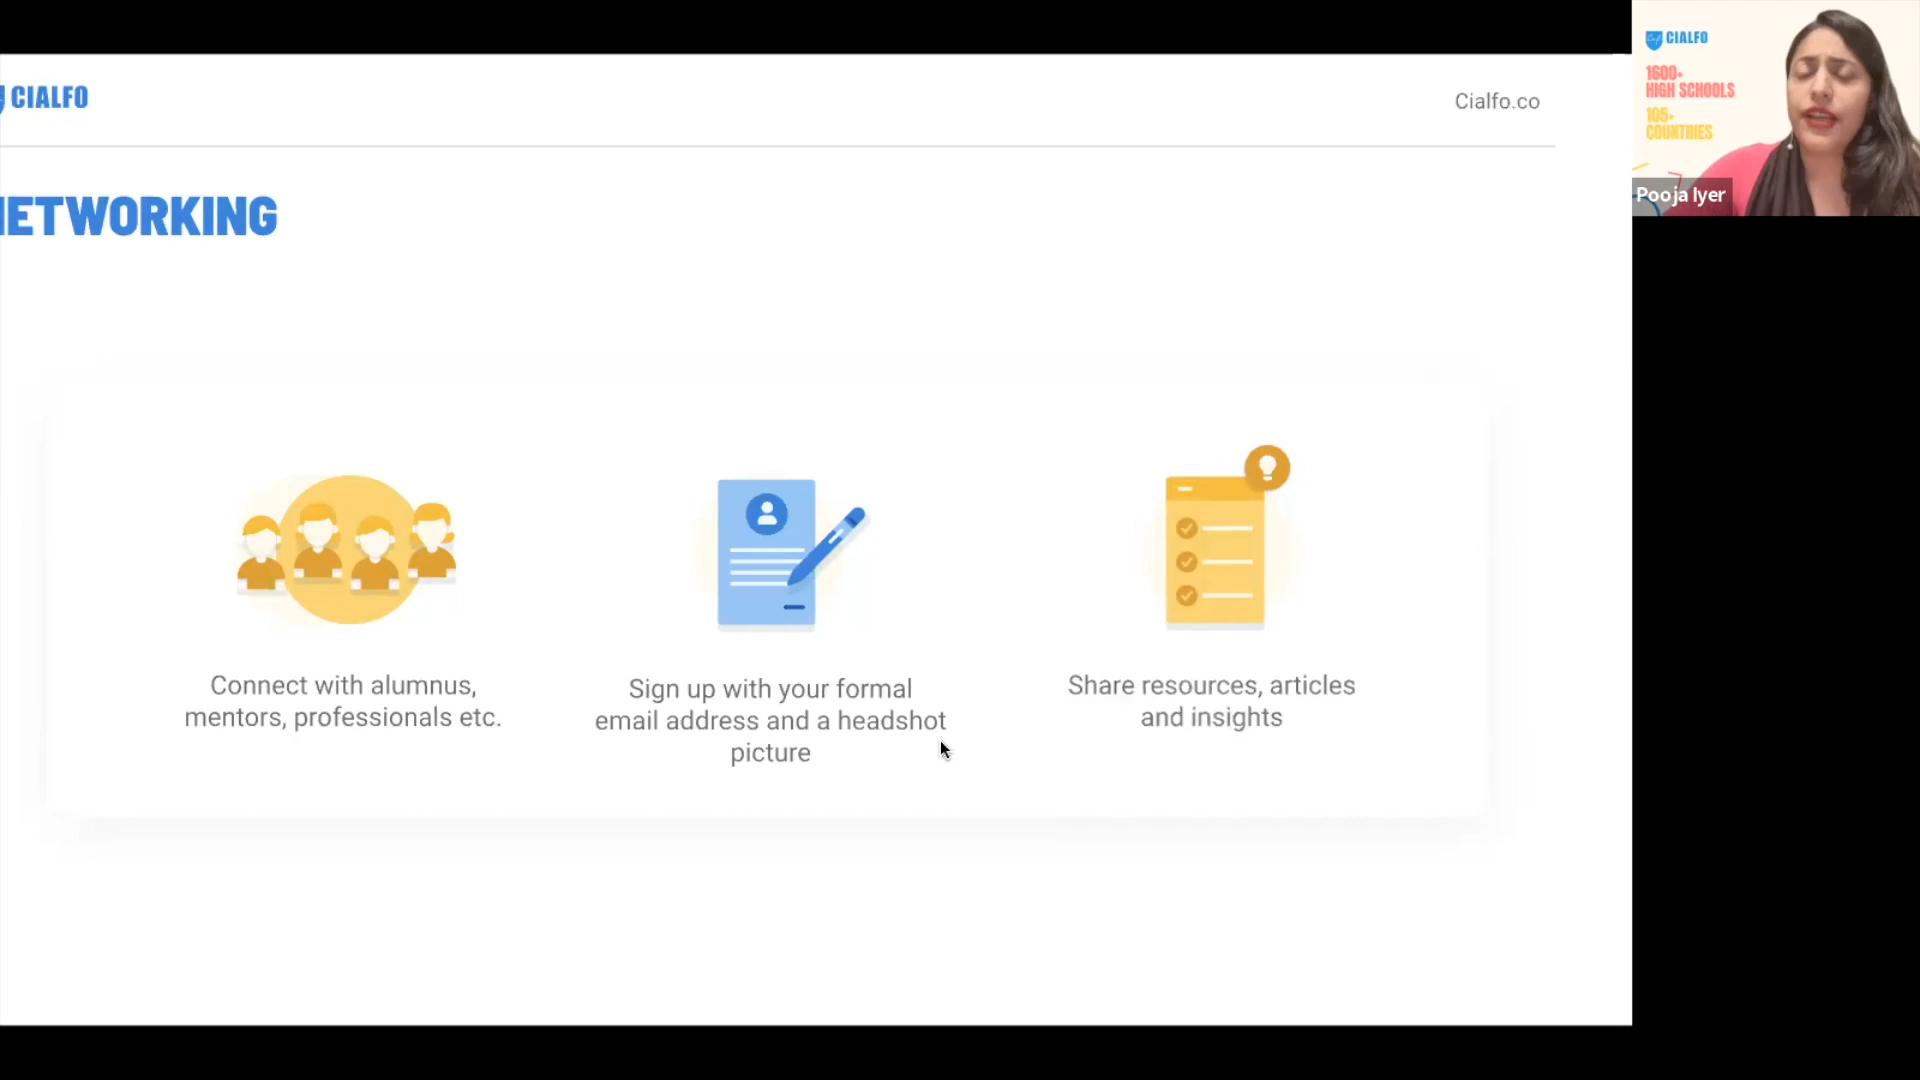 CIALFO
Cialfo.co
ETWORKING
Connect with alumnus,
mentors, professionals etc.
Sign up with your formal
email address and a headshot
picture
Share resources, articles
and insights
CIALFO
1600+
HIGH SCHOOLS
105+
COUNTRIES
Pooja Iyer